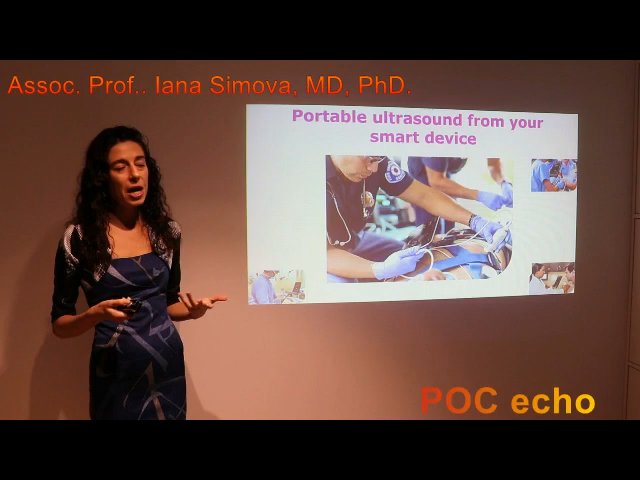 Assoc. Prof.. Iana Simova, MD, PhD.
Portable ultrasound from your
smart device
POC echo